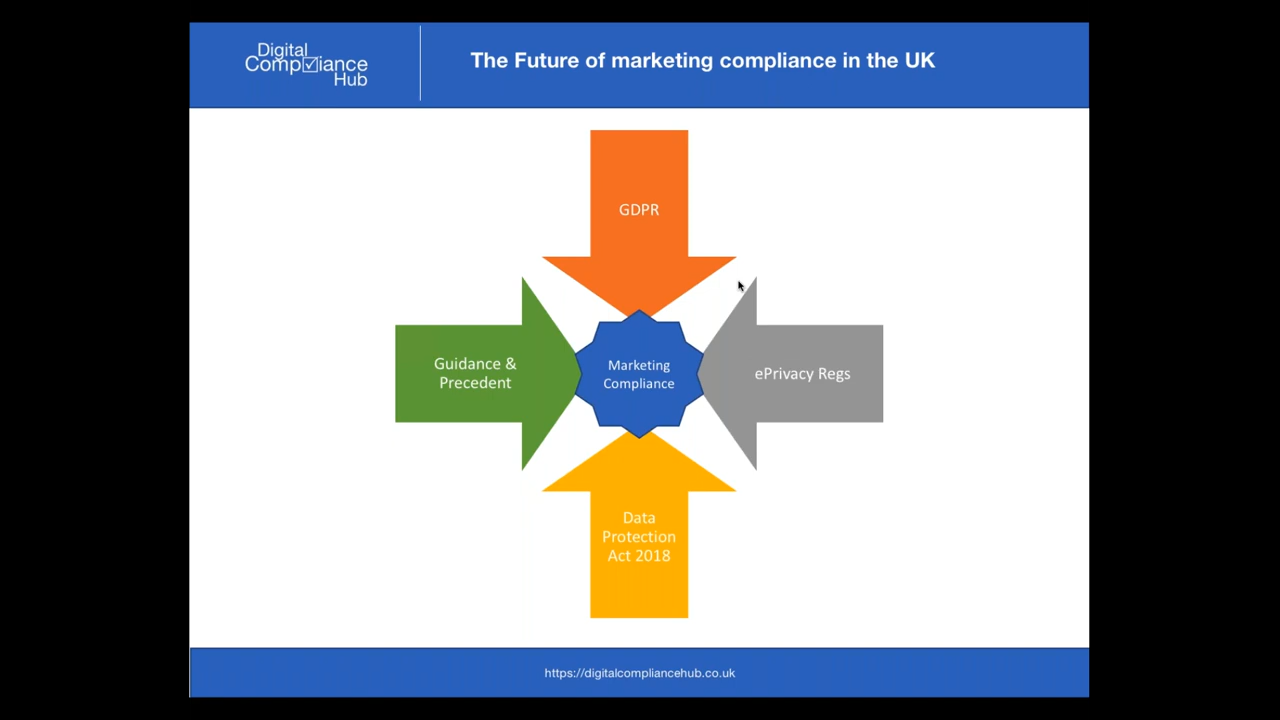 Digital
Compliance
Hub
The Future of marketing compliance in the UK
GDPR
Guidance &
Precedent
Marketing
Compliance
ePrivacy Regs
Data
Protection
Act 2018
https://digitalcompliancehub.co.uk